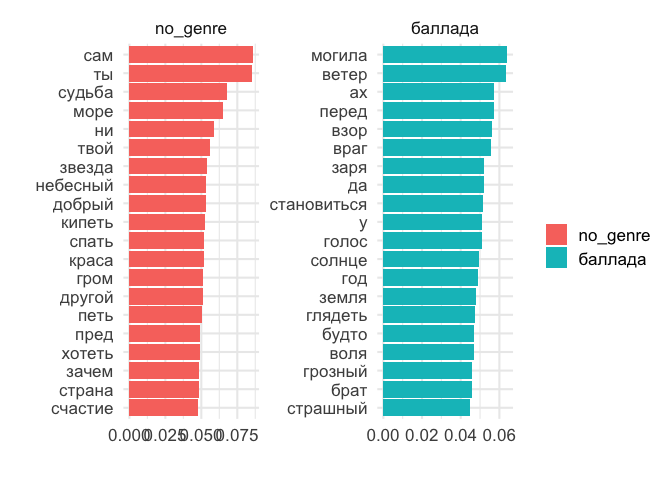 no_genre
сам
ты
судьба
море
ни
твой
звезда
небесный
добрый
кипеть
спать
краса
гром
другой
петь
пред
хотеть
зачем
страна
счастие
0.000 0.025 0.050 0.075
баллада
могила
ветер
ах
перед
взор
враг
заря
да
становиться
у
голос
солнце
год
земля
глядеть
будто
воля
грозный
брат
страшный
0.00 0.02 0.04 0.06
no_genre
баллада